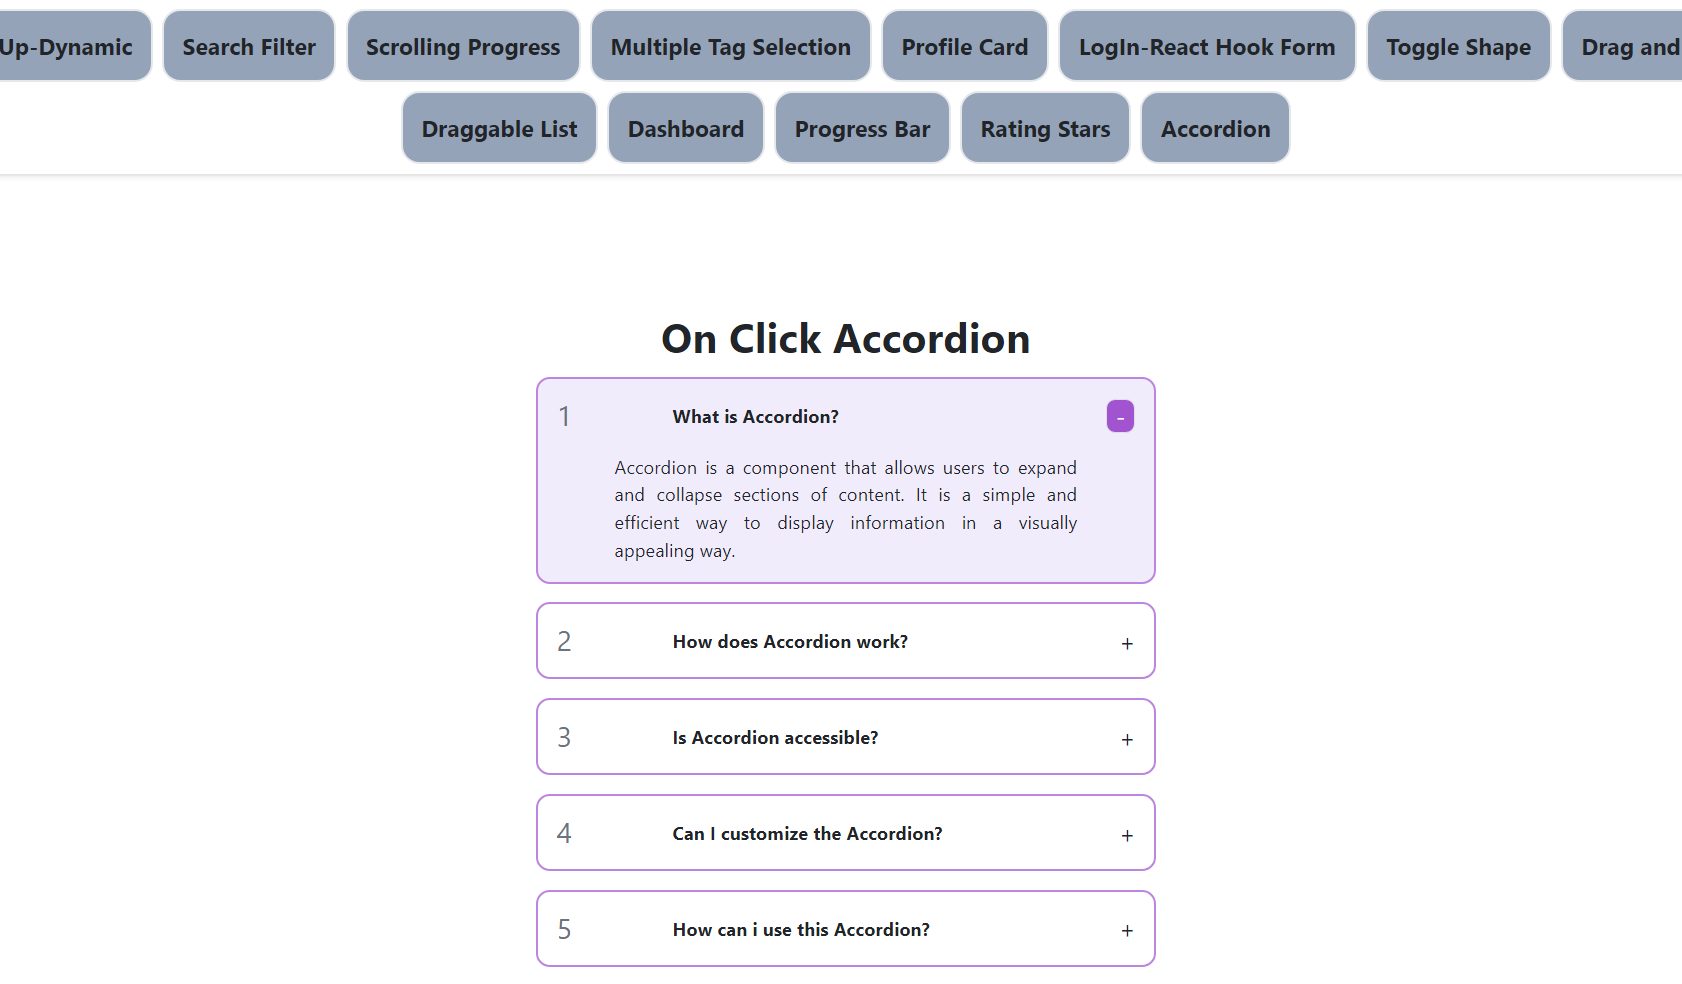 Up-Dynamic Search Filter Scrolling Progress Multiple Tag Selection Profile Card LogIn-React Hook Form Toggle Shape Drag and
Draggable List Dashboard Progress Bar Rating Stars Accordion
On Click Accordion
1 What is Accordion? -
Accordion is a component that allows users to expand
and collapse sections of content. It is a simple and
efficient way to display information in a visually
appealing way.
2 How does Accordion work? +
3 Is Accordion accessible? +
4 Can I customize the Accordion? +
5 How can i use this Accordion? +